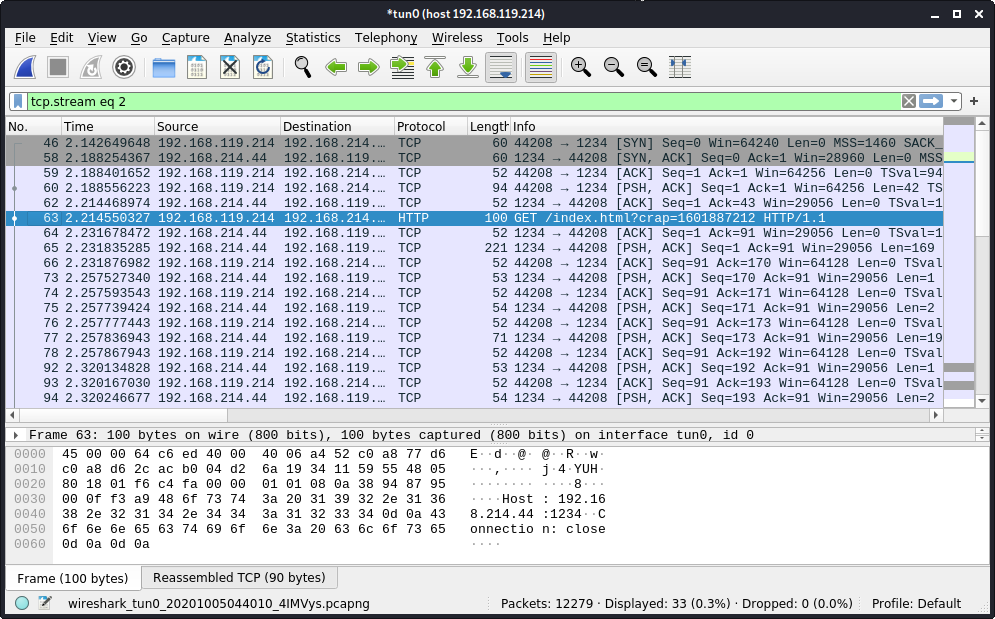 *tun0 (host 192.168.119.214)
File Edit View Go Capture Analyze Statistics Telephony Wireless Tools Help
tcp.stream eq 2
No. Time Source Destination Protocol Length Info
46 2.142649648 192.168.119.214 192.168.214.… TCP 60 44208 → 1234 [SYN] Seq=0 Win=64240 Len=0 MSS=1460 SACK_
58 2.188254367 192.168.214.44 192.168.119.… TCP 60 1234 → 44208 [SYN, ACK] Seq=0 Ack=1 Win=28960 Len=0 MSS
59 2.188401652 192.168.119.214 192.168.214.… TCP 52 44208 → 1234 [ACK] Seq=1 Ack=1 Win=64256 Len=0 TSval=94
60 2.188556223 192.168.119.214 192.168.214.… TCP 94 44208 → 1234 [PSH, ACK] Seq=1 Ack=1 Win=64256 Len=42 TS
62 2.214468974 192.168.214.44 192.168.119.… TCP 52 1234 → 44208 [ACK] Seq=1 Ack=43 Win=29056 Len=0 TSval=1
63 2.214550327 192.168.119.214 192.168.214.… HTTP 100 GET /index.html?crap=1601887212 HTTP/1.1
64 2.231678472 192.168.214.44 192.168.119.… TCP 52 1234 → 44208 [ACK] Seq=1 Ack=91 Win=29056 Len=0 TSval=1
65 2.231835285 192.168.214.44 192.168.119.… TCP 221 1234 → 44208 [PSH, ACK] Seq=1 Ack=91 Win=29056 Len=169
66 2.231876982 192.168.119.214 192.168.214.… TCP 52 44208 → 1234 [ACK] Seq=91 Ack=170 Win=64128 Len=0 TSval
73 2.257527340 192.168.214.44 192.168.119.… TCP 53 1234 → 44208 [PSH, ACK] Seq=170 Ack=91 Win=29056 Len=1
74 2.257593543 192.168.119.214 192.168.214.… TCP 52 44208 → 1234 [ACK] Seq=91 Ack=171 Win=64128 Len=0 TSval
75 2.257739424 192.168.214.44 192.168.119.… TCP 54 1234 → 44208 [PSH, ACK] Seq=171 Ack=91 Win=29056 Len=2
76 2.257777443 192.168.119.214 192.168.214.… TCP 52 44208 → 1234 [ACK] Seq=91 Ack=173 Win=64128 Len=0 TSval
77 2.257836943 192.168.214.44 192.168.119.… TCP 71 1234 → 44208 [PSH, ACK] Seq=173 Ack=91 Win=29056 Len=19
78 2.257867943 192.168.119.214 192.168.214.… TCP 52 44208 → 1234 [ACK] Seq=91 Ack=192 Win=64128 Len=0 TSval
92 2.320134828 192.168.214.44 192.168.119.… TCP 53 1234 → 44208 [PSH, ACK] Seq=192 Ack=91 Win=29056 Len=1
93 2.320167030 192.168.119.214 192.168.214.… TCP 52 44208 → 1234 [ACK] Seq=91 Ack=193 Win=64128 Len=0 TSval
94 2.320246677 192.168.214.44 192.168.119.… TCP 54 1234 → 44208 [PSH, ACK] Seq=193 Ack=91 Win=29056 Len=2
Frame 63: 100 bytes on wire (800 bits), 100 bytes captured (800 bits) on interface tun0, id 0
0000 45 00 00 64 c6 ed 40 00 40 06 a4 52 c0 a8 77 d6 E··d··@· @··R··w·
0010 c0 a8 d6 2c ac b0 04 d2 6a 19 34 11 59 55 48 05 ···,···· j·4·YUH·
0020 80 18 01 f6 c4 fa 00 00 01 01 08 0a 38 94 87 95 ········ ····8···
0030 00 0f f3 a9 48 6f 73 74 3a 20 31 39 32 2e 31 36 ····Host : 192.16
0040 38 2e 32 31 34 2e 34 34 3a 31 32 33 34 0d 0a 43 8.214.44 :1234··C
0050 6f 6e 6e 65 63 74 69 6f 6e 3a 20 63 6c 6f 73 65 onnectio n: close
0060 0d 0a 0d 0a ····
Frame (100 bytes) Reassembled TCP (90 bytes)
wireshark_tun0_20201005044010_4IMVys.pcapng Packets: 12279 · Displayed: 33 (0.3%) · Dropped: 0 (0.0%) Profile: Default